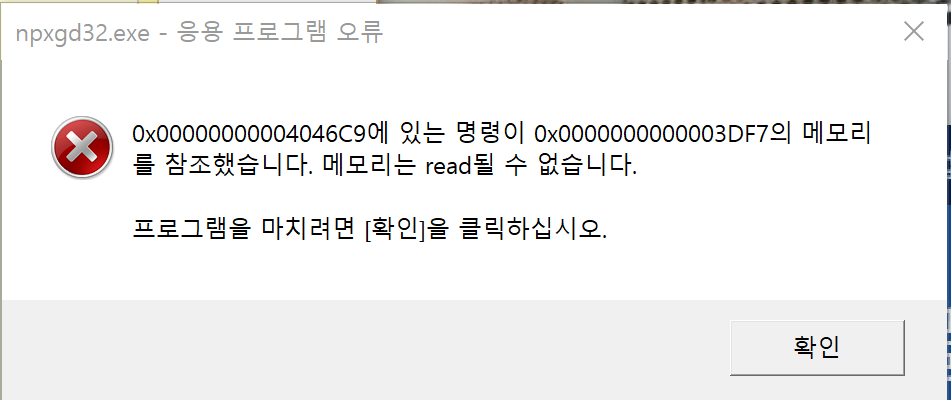 npxgd32.exe - 응용 프로그램 오류
0x00000000004046C9에 있는 명령이 0x0000000000003DF7의 메모리
를 참조했습니다. 메모리는 read될 수 없습니다.
프로그램을 마치려면 [확인]을 클릭하십시오.
확인